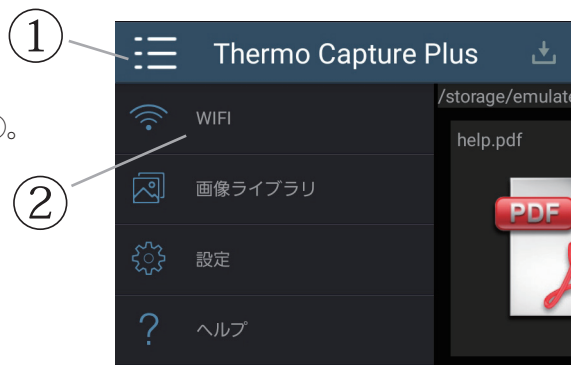 ①
Thermo Capture Plus
/storage/emulate
WIFI
help.pdf
。
画像ライブラリ
②
PDF
設定
ヘルプ